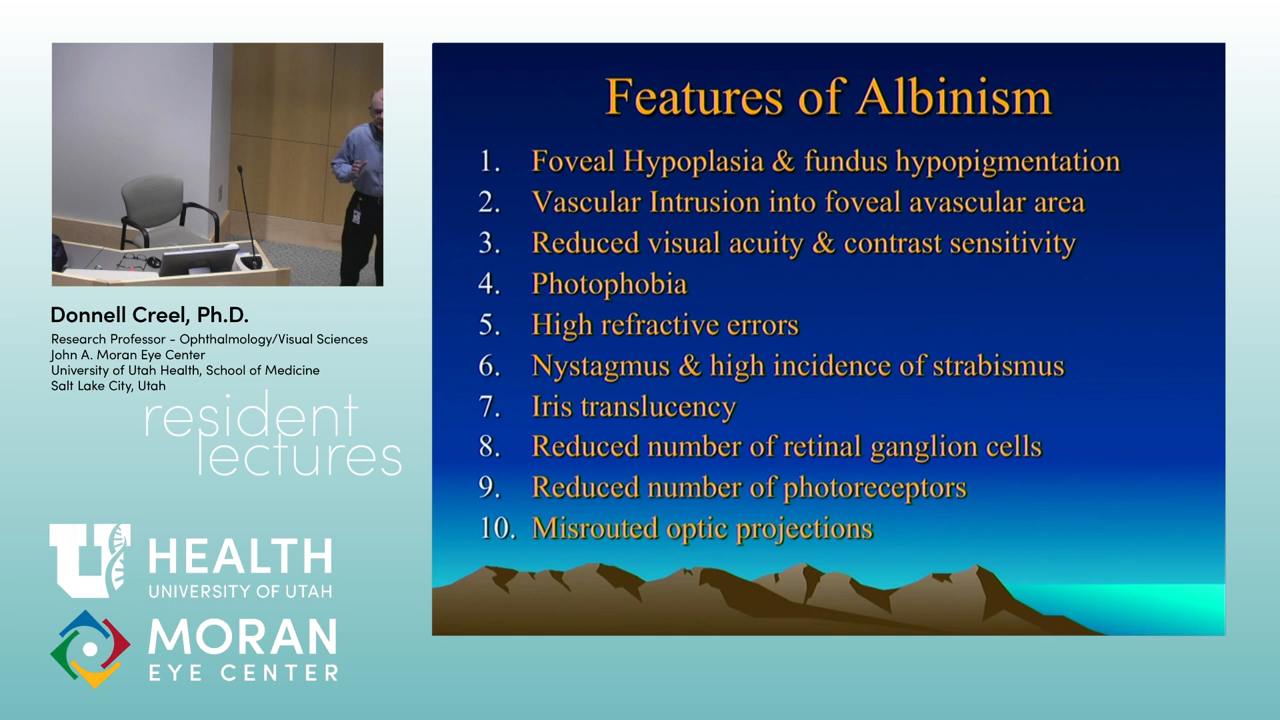 Features of Albinism
1. Foveal Hypoplasia & fundus hypopigmentation
2. Vascular Intrusion into foveal avascular area
3. Reduced visual acuity & contrast sensitivity
4. Photophobia
5. High refractive errors
6. Nystagmus & high incidence of strabismus
7. Iris translucency
8. Reduced number of retinal ganglion cells
9. Reduced number of photoreceptors
10. Misrouted optic projections
Donnell Creel, Ph.D.
Research Professor - Ophthalmology/Visual Sciences
John A. Moran Eye Center
University of Utah Health, School of Medicine
Salt Lake City, Utah
resident
lectures
U HEALTH
UNIVERSITY OF UTAH
MORAN
EYE CENTER